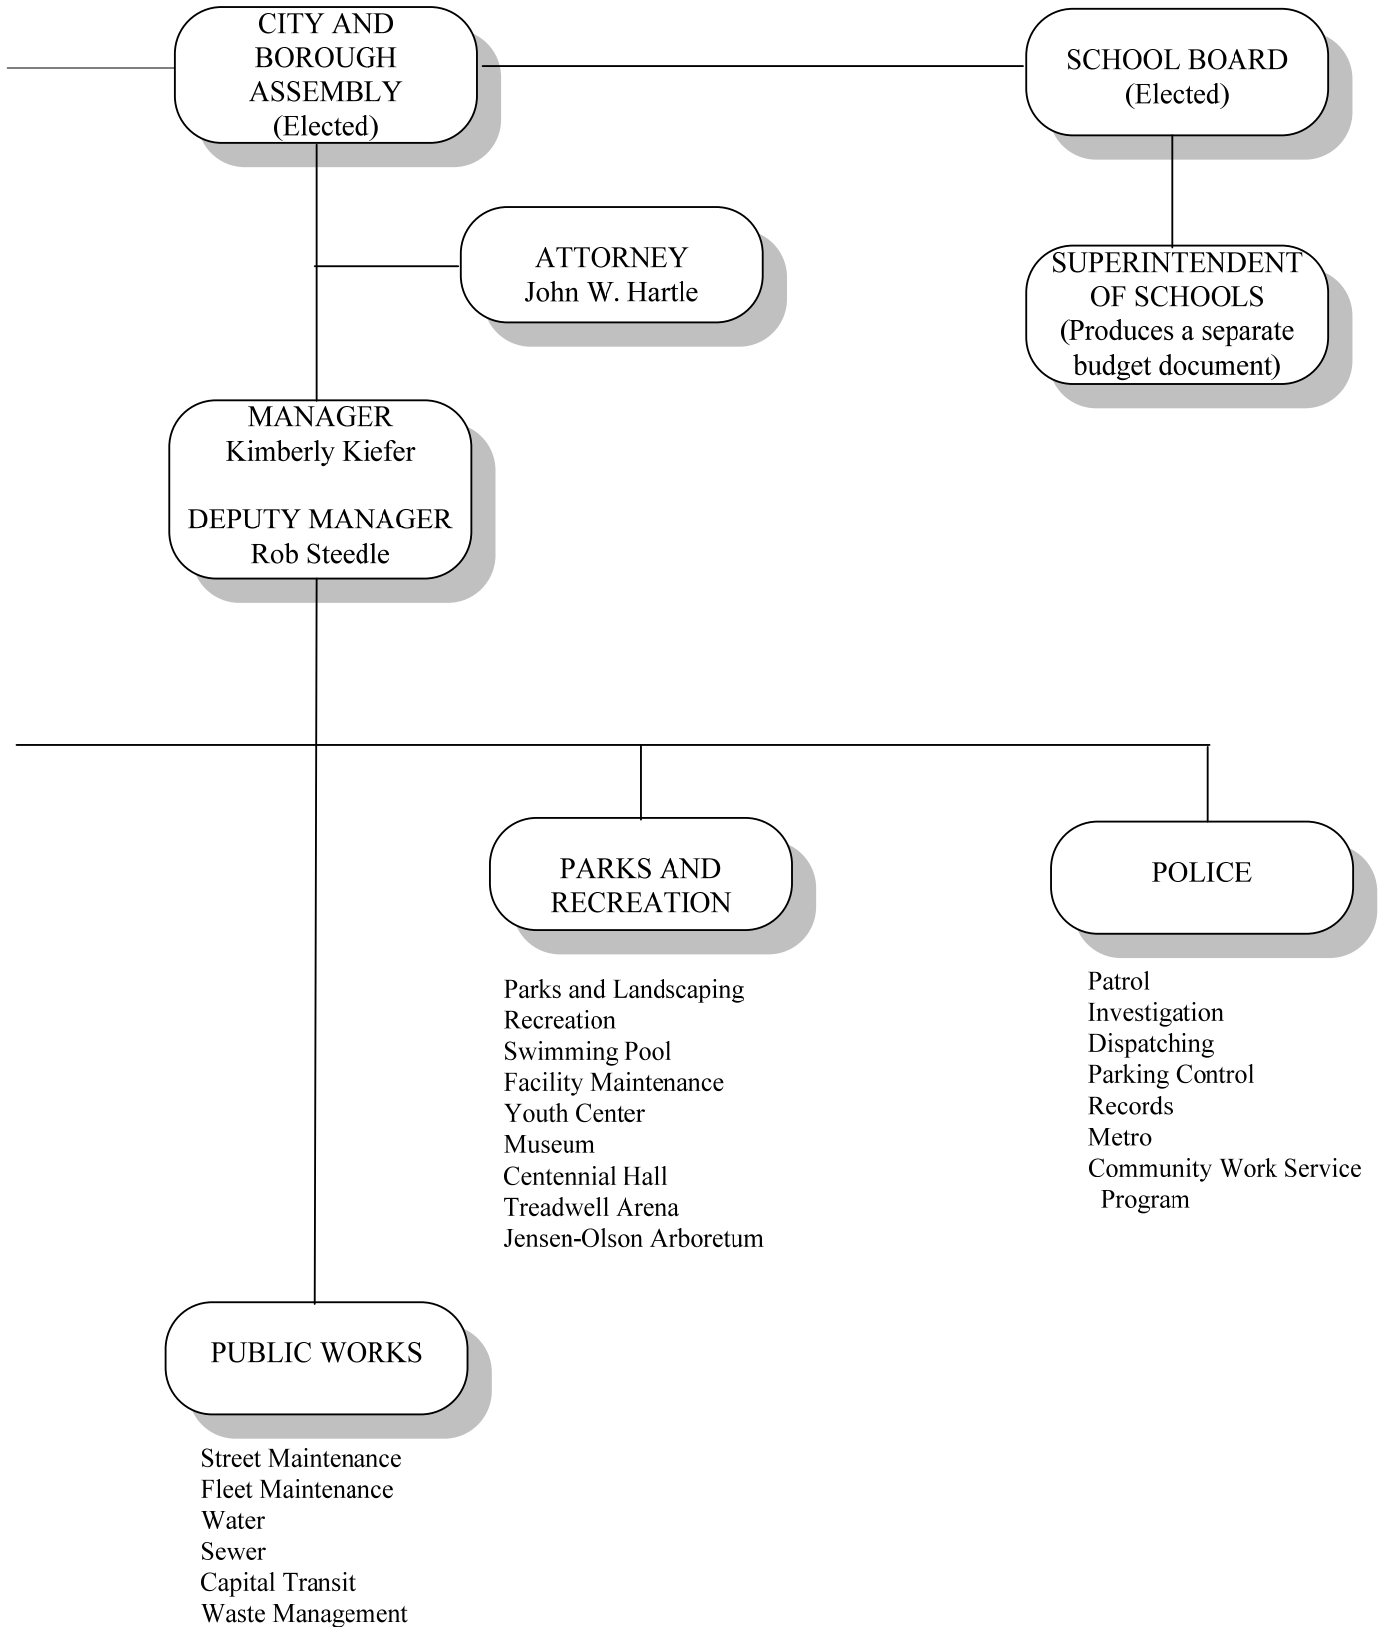 CITY AND
BOROUGH
ASSEMBLY
(Elected)
SCHOOL BOARD
(Elected)
ATTORNEY
John W. Hartle
SUPERINTENDENT
OF SCHOOLS
(Produces a separate
budget document)
MANAGER
Kimberly Kiefer
DEPUTY MANAGER
Rob Steedle
PARKS AND
RECREATION
Parks and Landscaping
Recreation
Swimming Pool
Facility Maintenance
Youth Center
Museum
Centennial Hall
Treadwell Arena
Jensen-Olson Arboretum
POLICE
Patrol
Investigation
Dispatching
Parking Control
Records
Metro
Community Work Service
Program
PUBLIC WORKS
Street Maintenance
Fleet Maintenance
Water
Sewer
Capital Transit
Waste Management